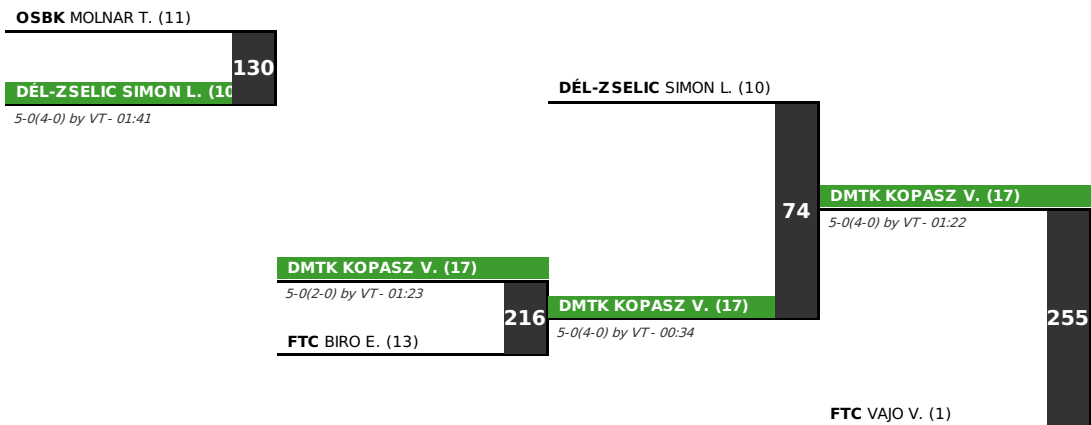 OSBK MOLNAR T. (11)
130
DÉL-ZSELIC SIMON L. (10
5-0(4-0) by VT - 01:41
DÉL-ZSELIC SIMON L. (10)
74
DMTK KOPASZ V. (17)
5-0(4-0) by VT - 01:22
DMTK KOPASZ V. (17)
5-0(2-0) by VT - 01:23
216
FTC BIRO E. (13)
DMTK KOPASZ V. (17)
5-0(4-0) by VT - 00:34
255
FTC VAJO V. (1)